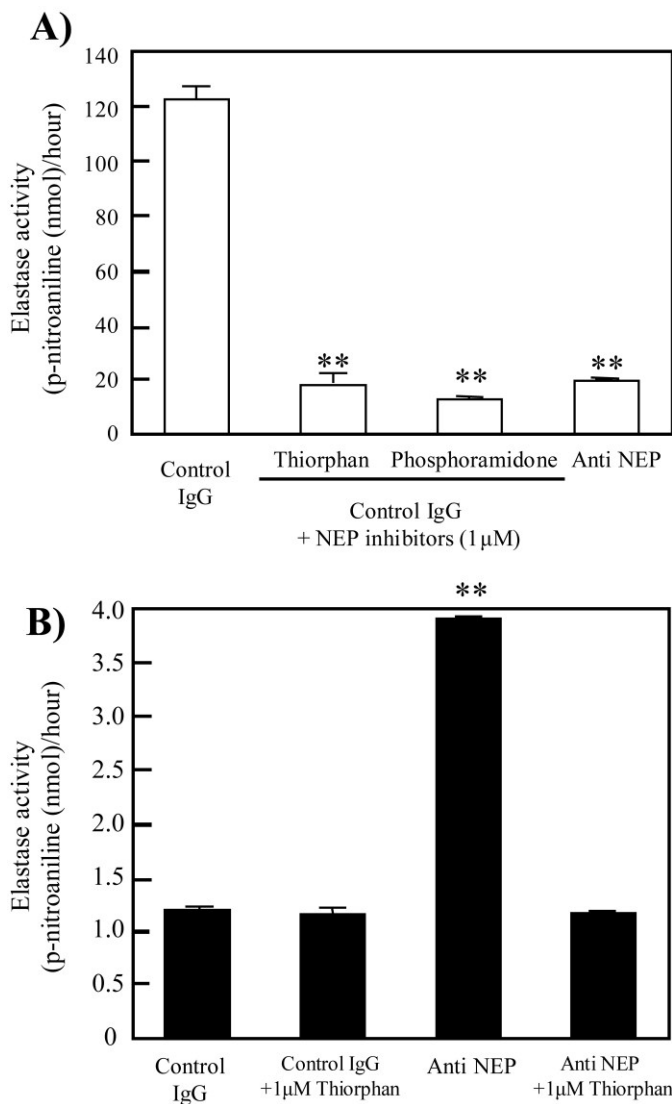 A)
Elastase activity
(p-nitroaniline (nmol)/hour)
140
120
100
80
60
40
20
0
**
**
**
Control
IgG
Thiorphan
Phosphoramidone
Anti NEP
Control IgG
+ NEP inhibitors (1µM)
B)
Elastase activity
(p-nitroaniline (nmol)/hour)
4.0
3.5
3.0
2.5
2.0
1.5
1.0
0.5
0
**
Control
IgG
Control IgG
+1µM Thiorphan
Anti NEP
Anti NEP
+1µM Thiorphan